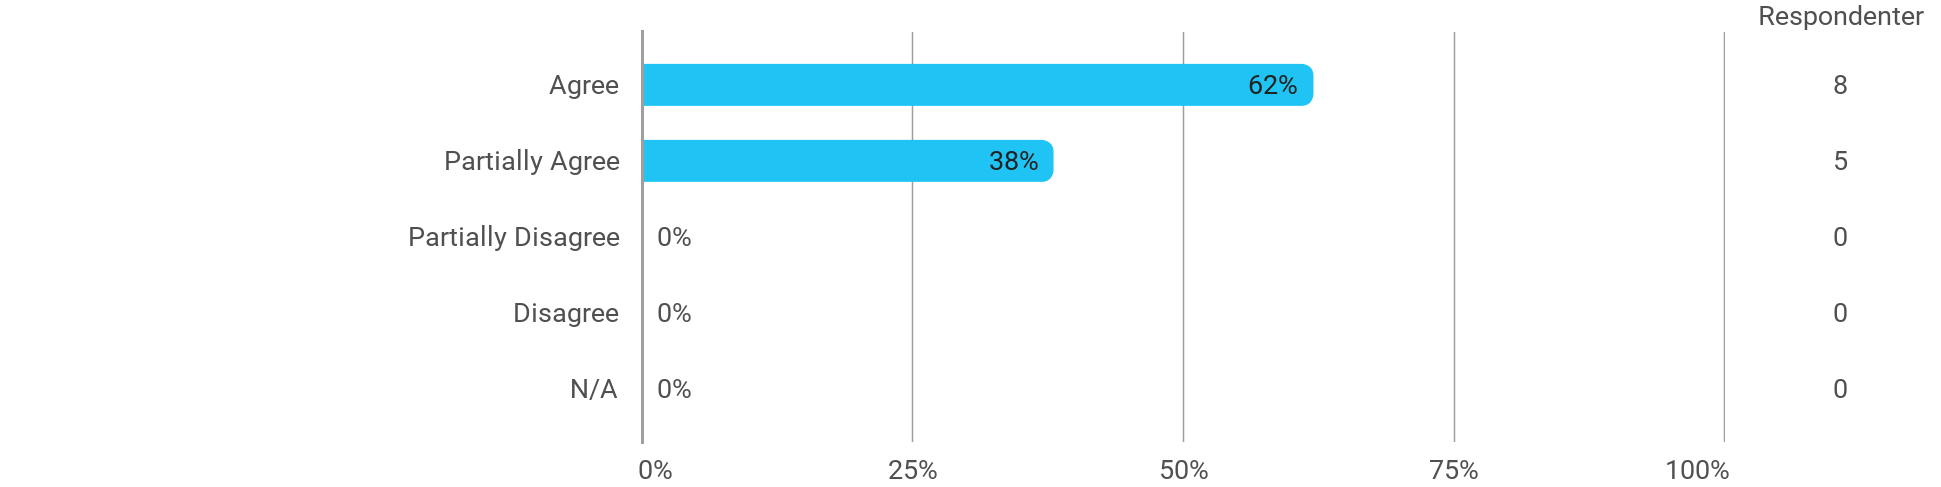 Respondenter
Agree 62% 8
Partially Agree 38% 5
Partially Disagree 0% 0
Disagree 0% 0
N/A 0% 0
0% 25% 50% 75% 100%